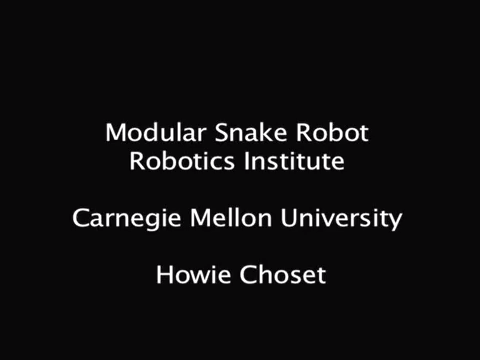 Modular Snake Robot
Robotics Institute
Carnegie Mellon University
Howie Choset